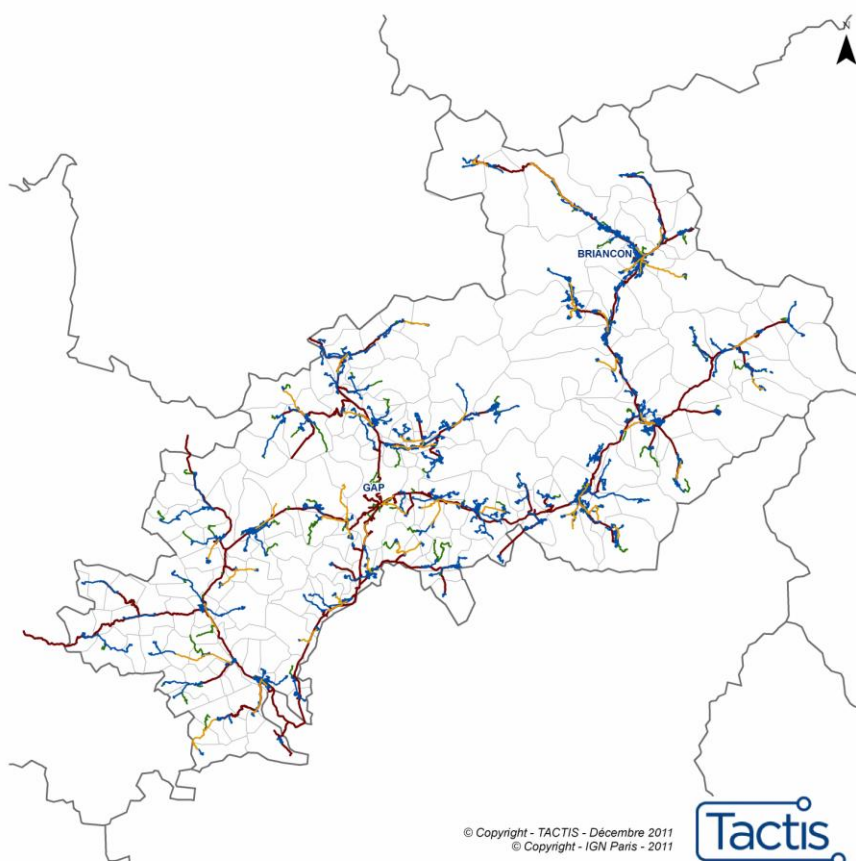 N
BRIANCON
GAP
© Copyright - TACTIS - Décembre 2011
© Copyright - IGN Paris - 2011
Tactis